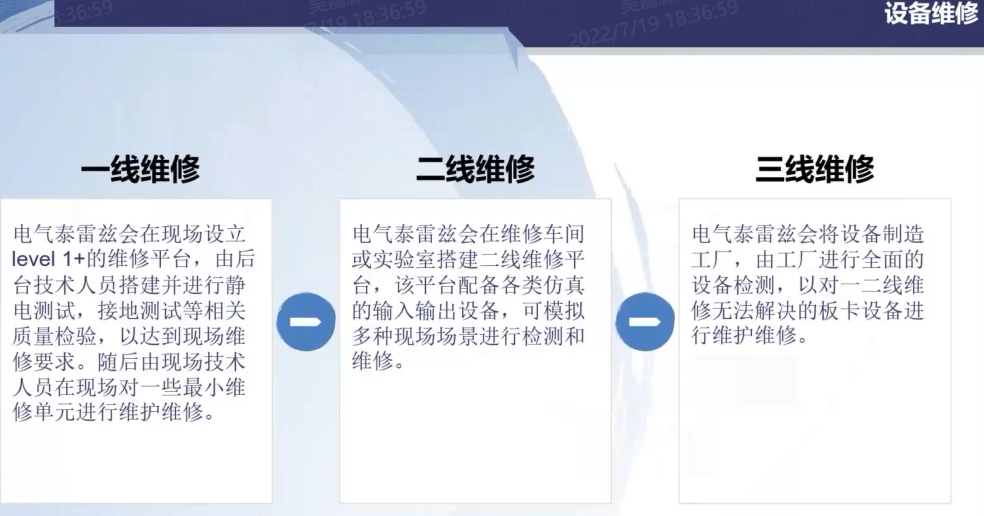 设备维修
2022/7/19 18:36:59
一线维修
电气泰雷兹会在现场设立
level 1+的维修平台，由后
台技术人员搭建并进行静
电测试，接地测试等相关
质量检验，以达到现场维
修要求。随后由现场技术
人员在现场对一些最小维
修单元进行维护维修。
二线维修
电气泰雷兹会在维修车间
或实验室搭建二线维修平
台，该平台配备各类仿真
的输入输出设备，可模拟
多种现场场景进行检测和
维修。
三线维修
电气泰雷兹会将设备制造
工厂，由工厂进行全面的
设备检测，以对一二线维
修无法解决的板卡设备进
行维护维修。